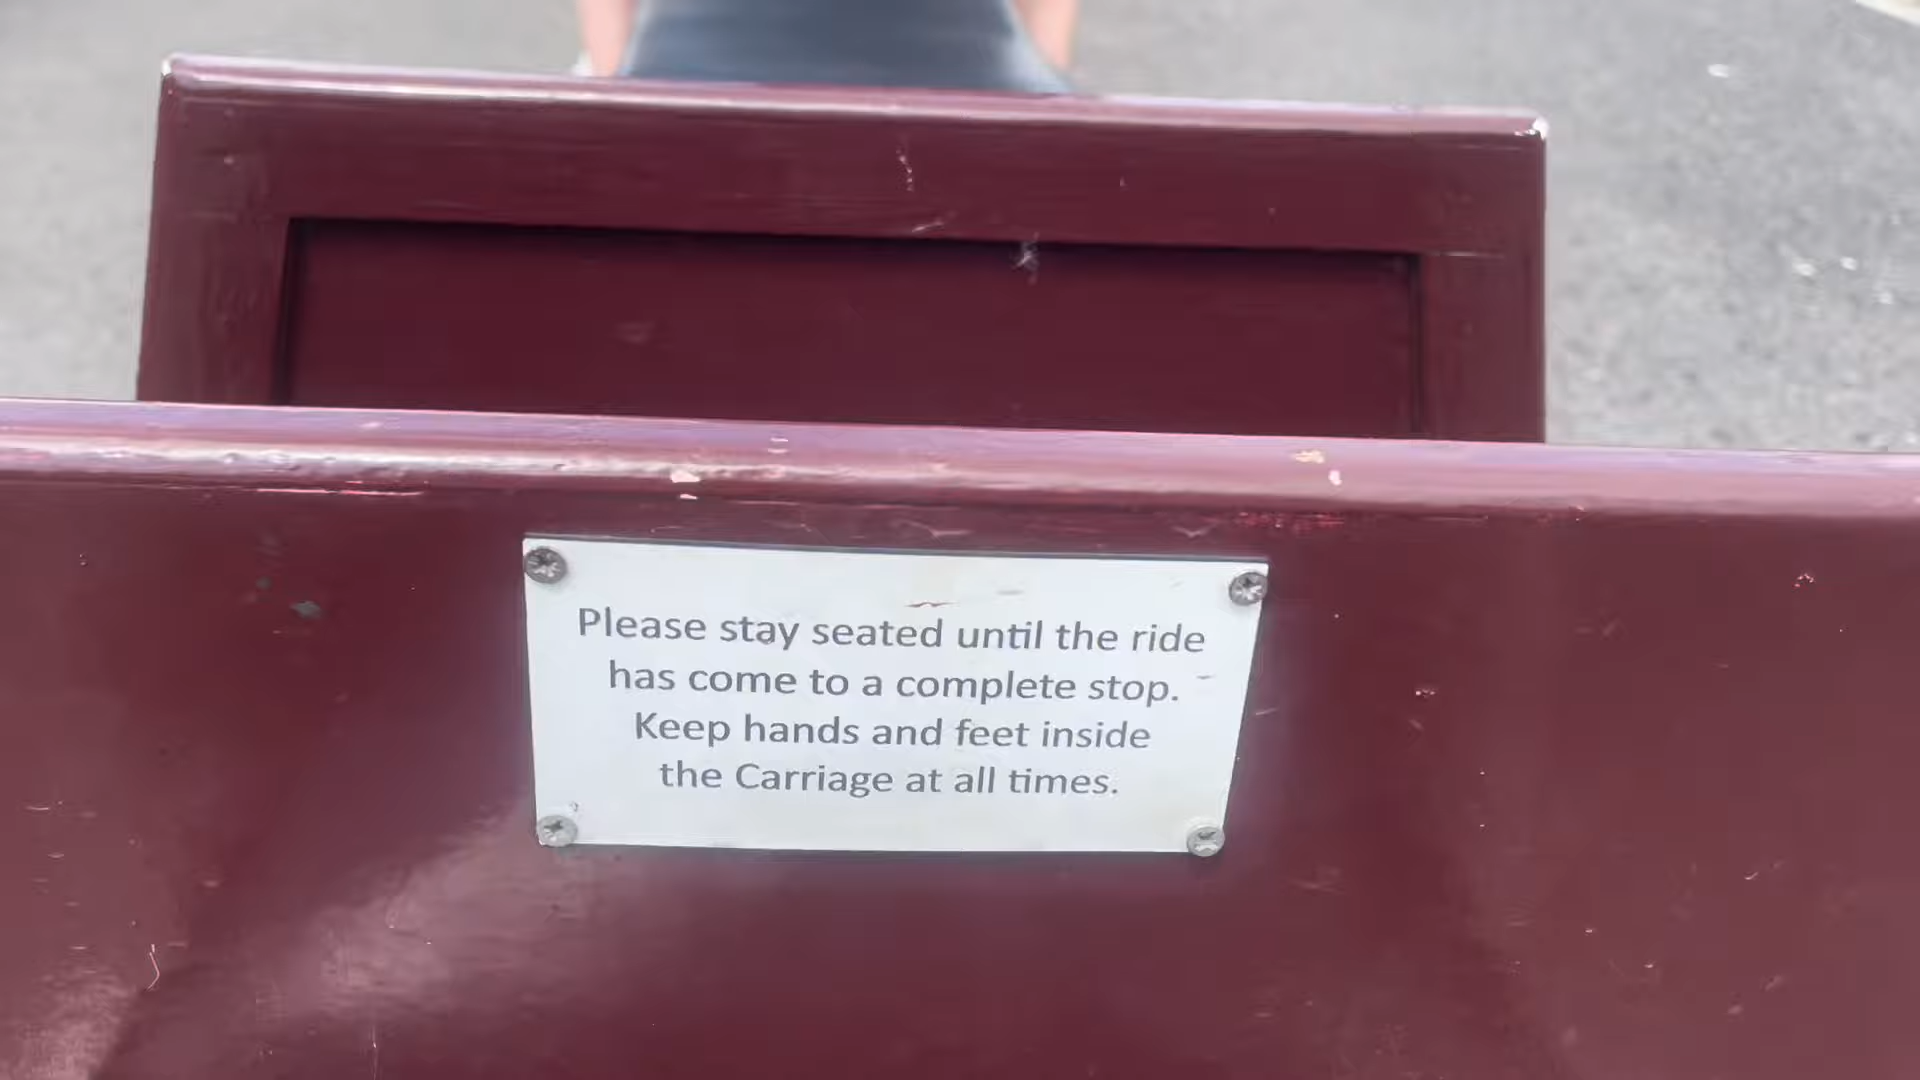 Please stay seated until the ride
has come to a complete stop.
Keep hands and feet inside
the Carriage at all times.